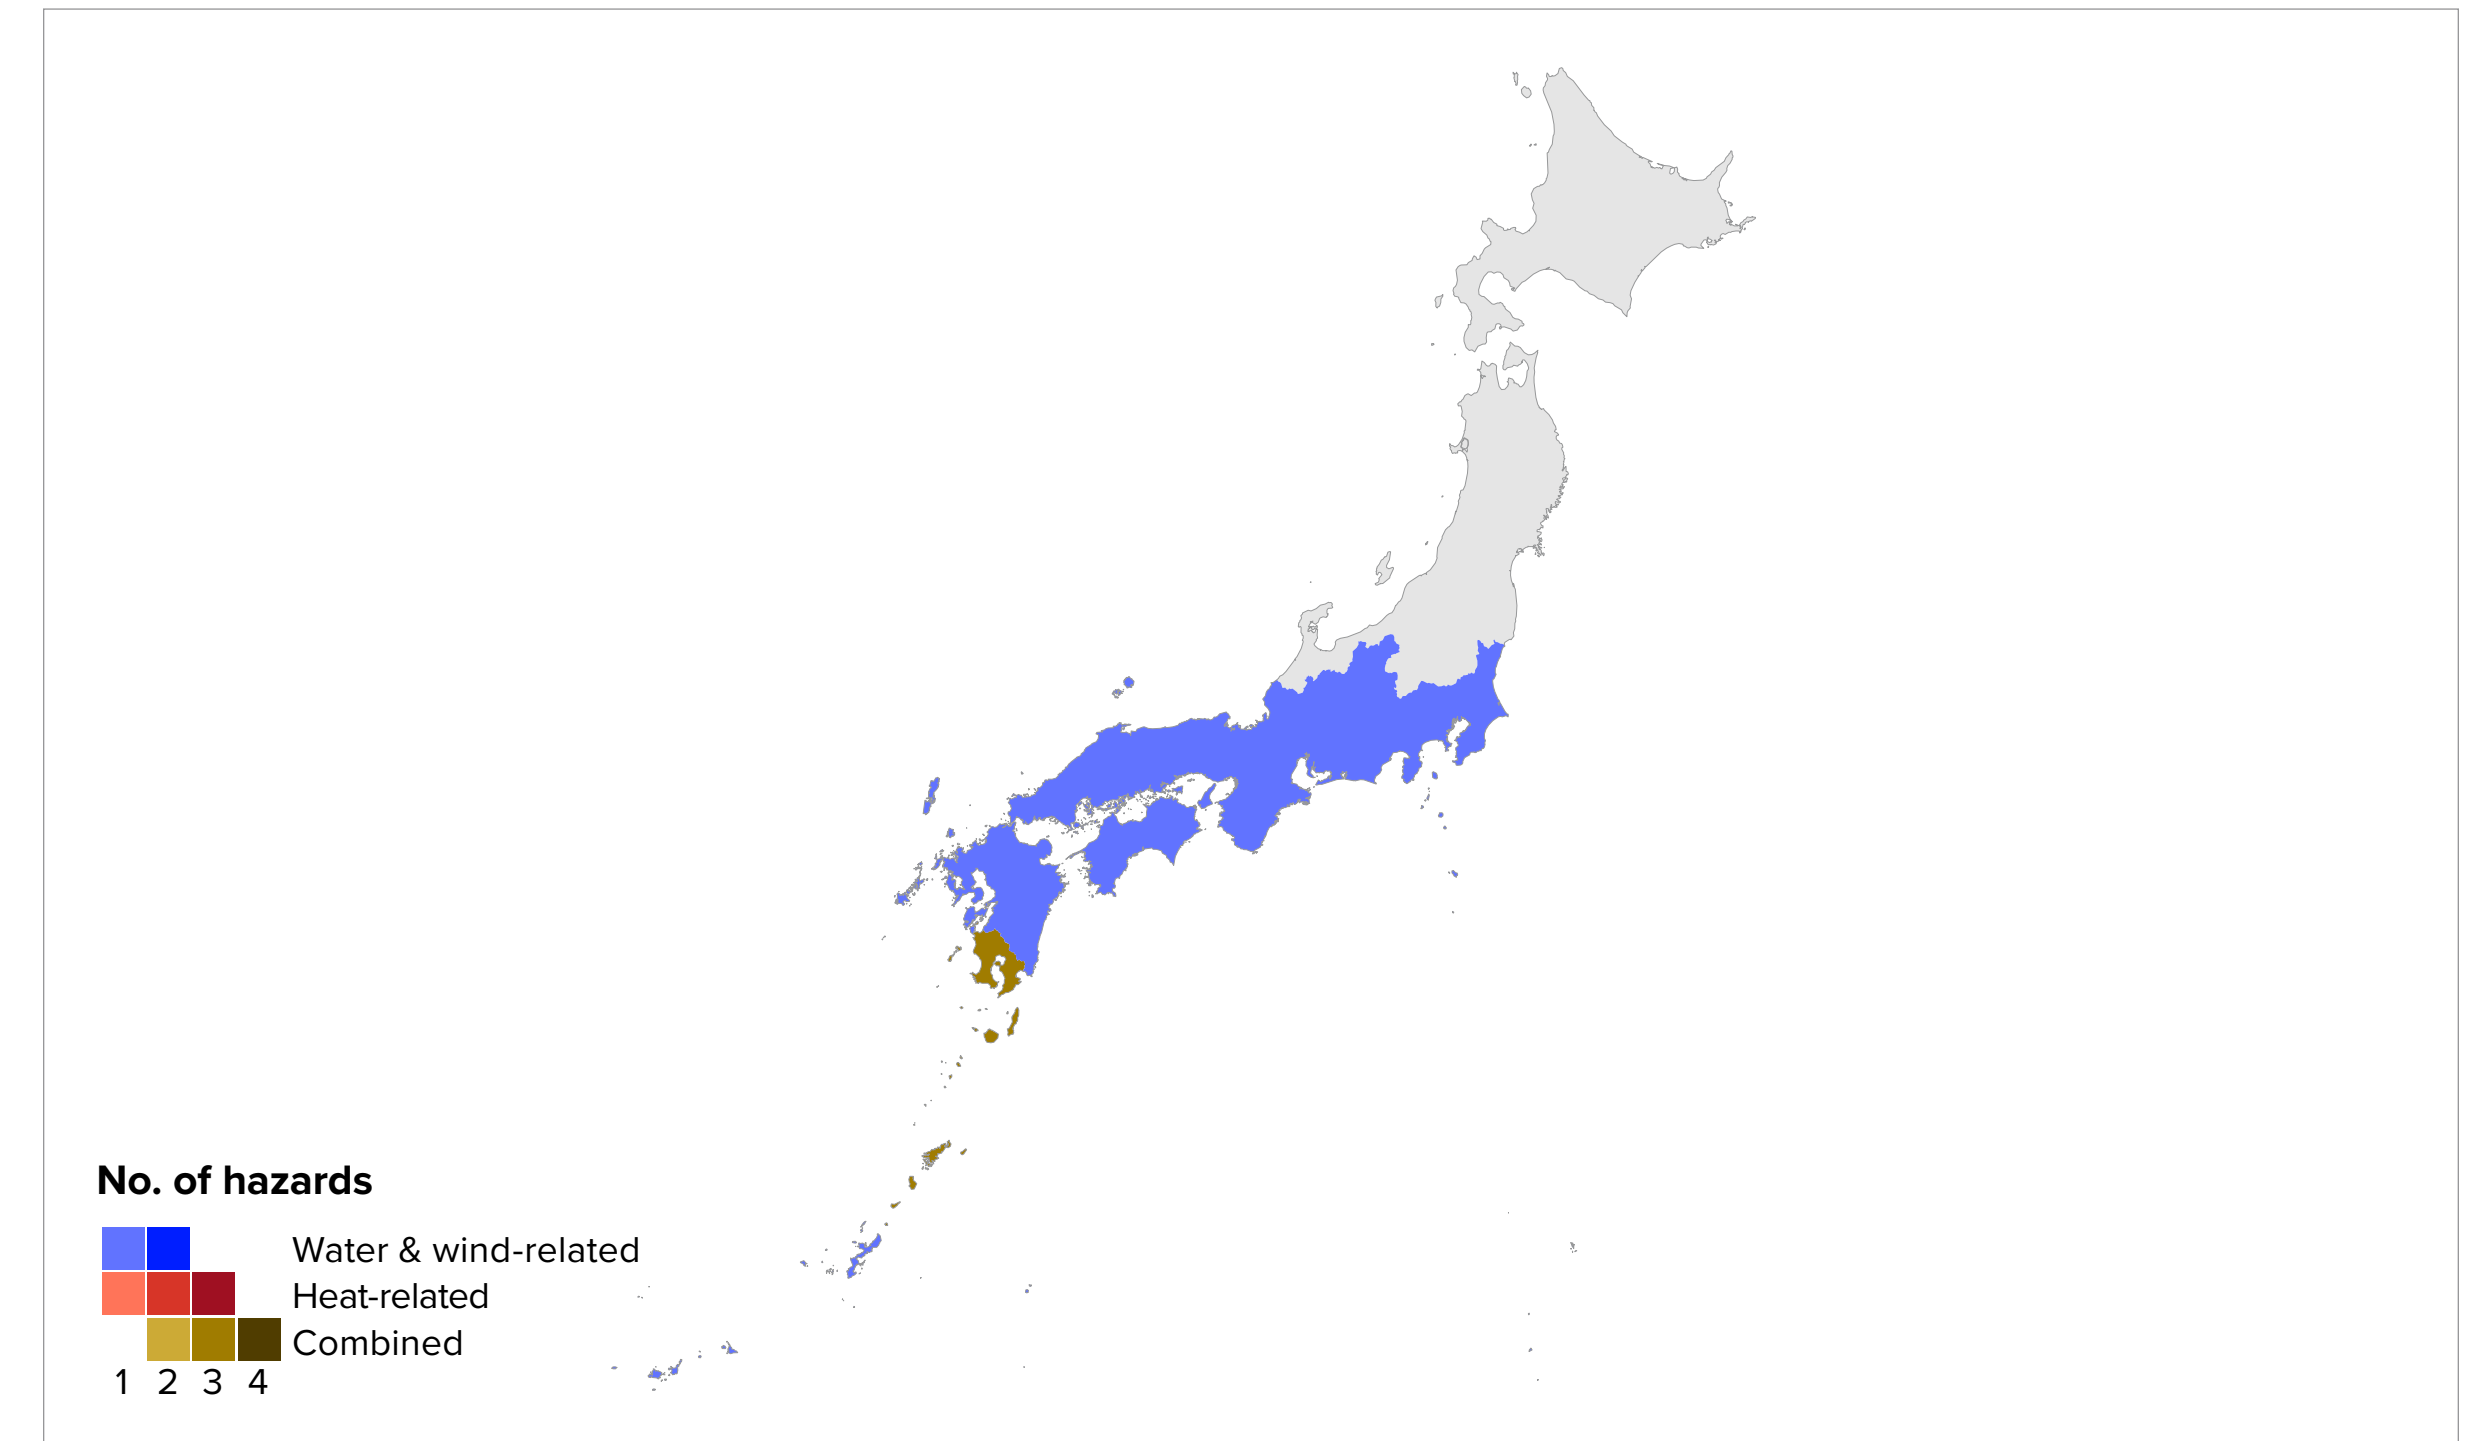 No. of hazards
Water & wind-related
Heat-related
Combined
1 2 3 4